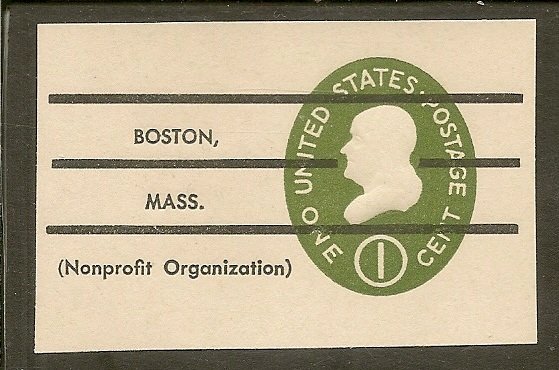 BOSTON,
MASS.
(Nonprofit Organization)
UNITED STATES POSTAGE
ONE CENT
1